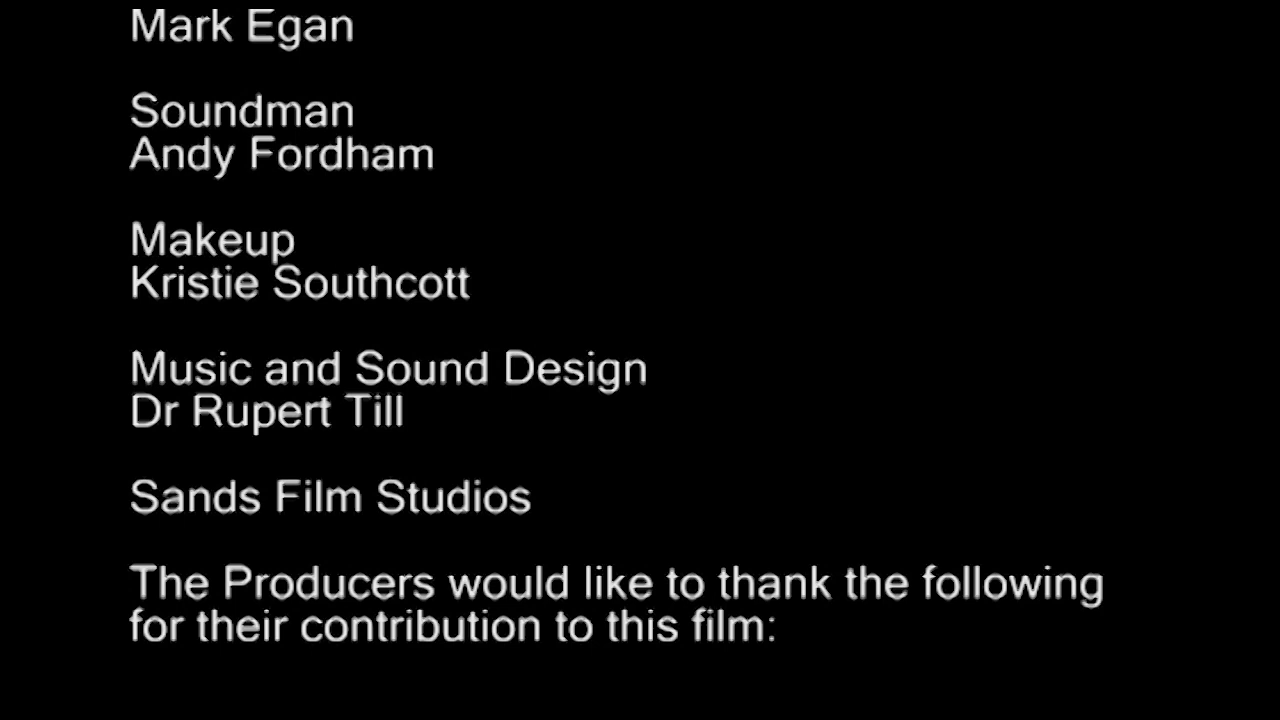 Mark Egan
Soundman
Andy Fordham
Makeup
Kristie Southcott
Music and Sound Design
Dr Rupert Till
Sands Film Studios
The Producers would like to thank the following
for their contribution to this film: